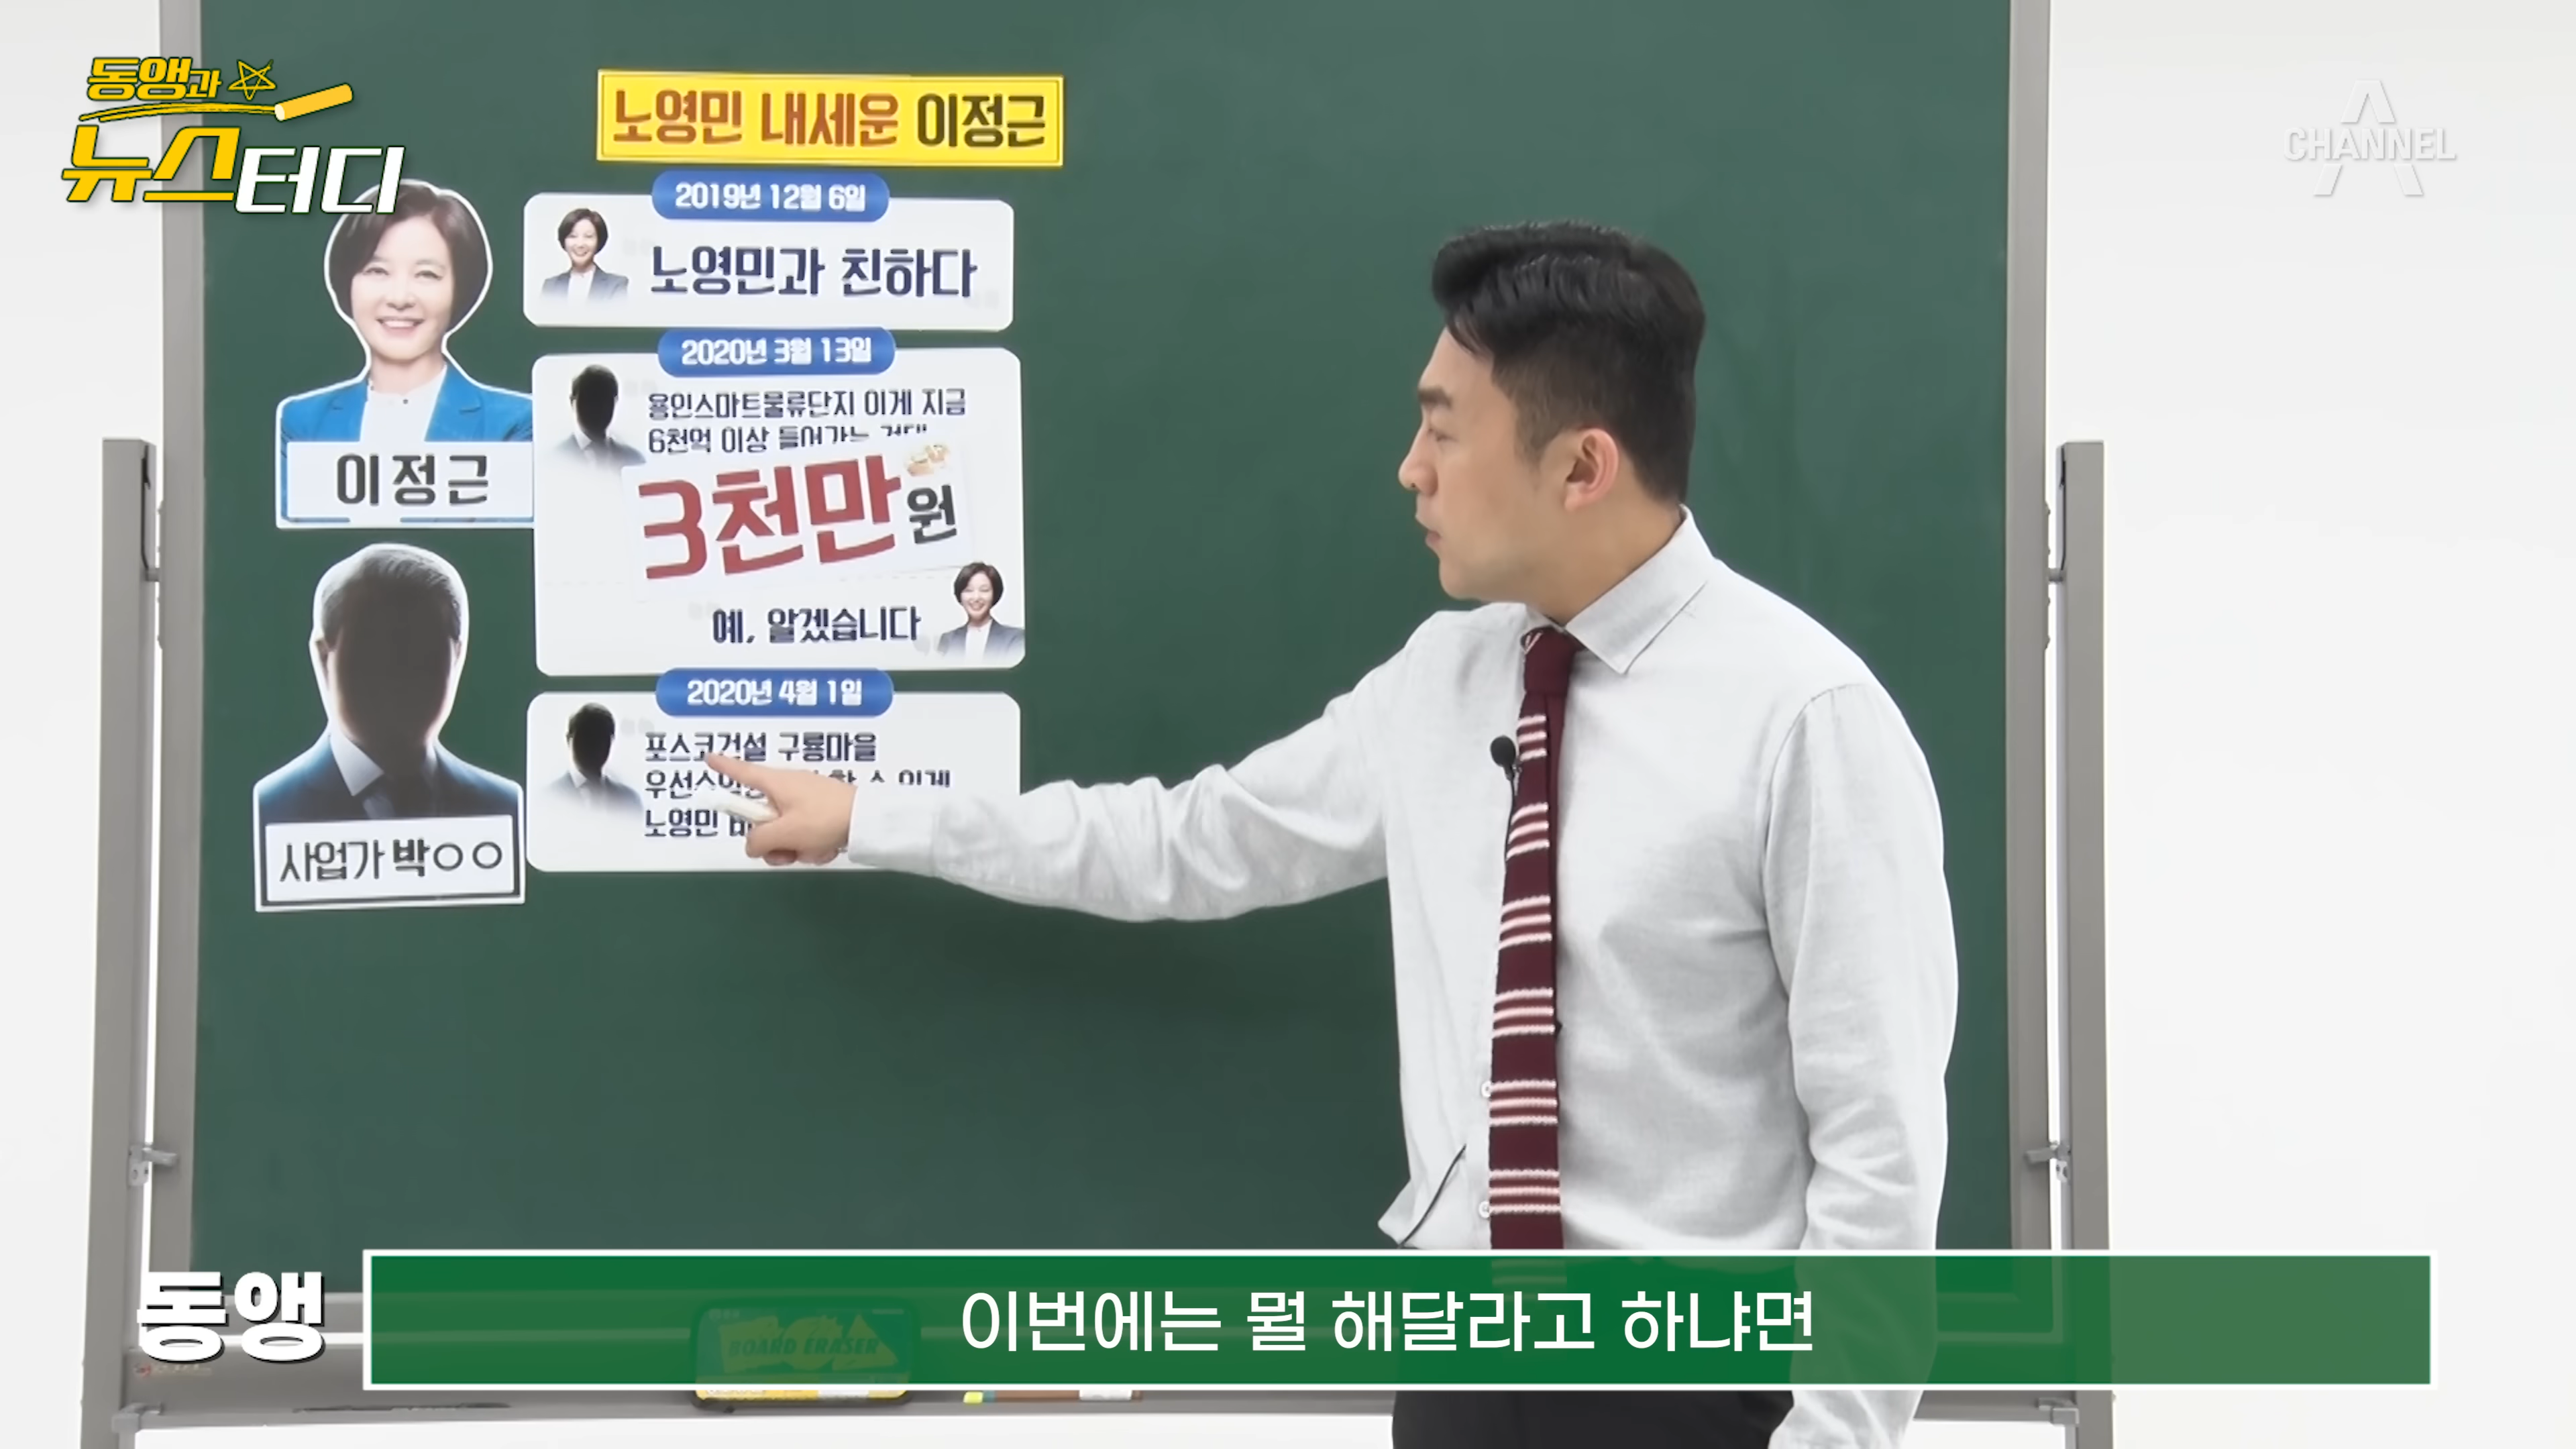 동앵과
뉴스터디
CHANNEL A
노영민 내세운 이정근
2019년 12월 6일
노영민과 친하다
2020년 3월 13일
용인스마트물류단지 이게 지금
6천억 이상 들어가는
3천만원
예, 알겠습니다
2020년 4월 1일
포스코건설 구룡마을
노영민
이정근
사업가 박○○
동앵
이번에는 뭘 해달라고 하냐면
BOARD ERASER